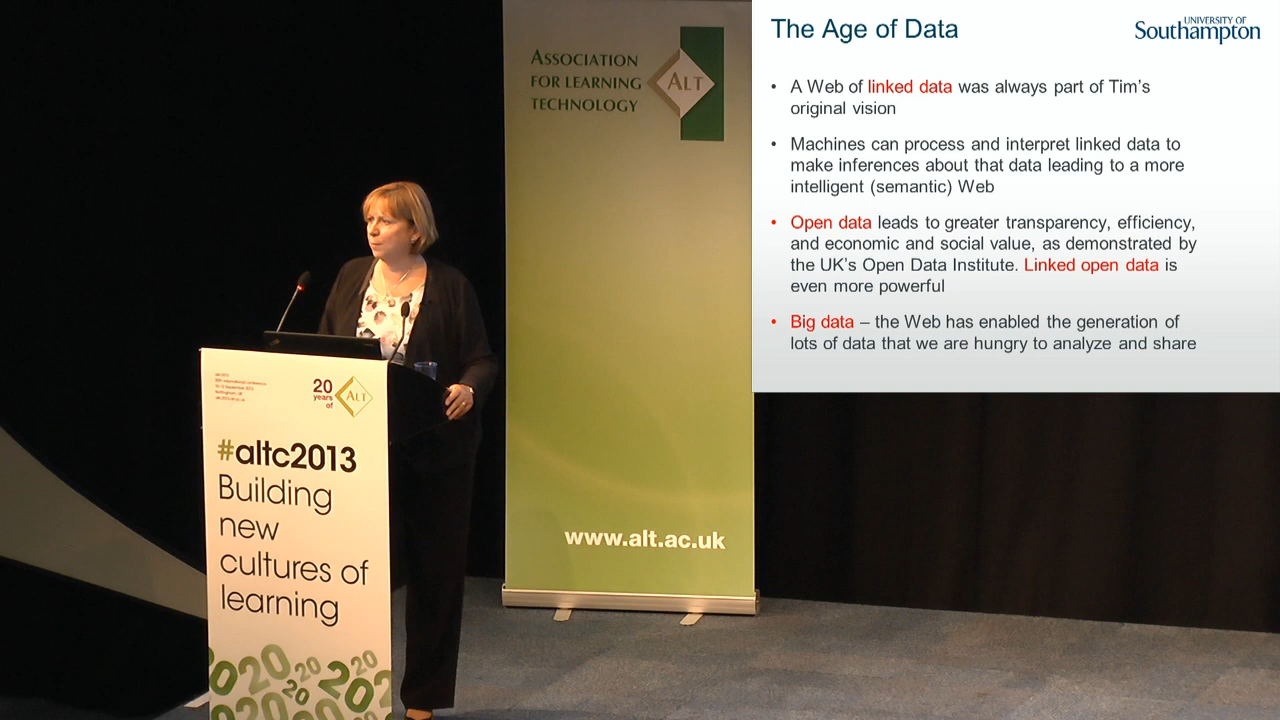 ASSOCIATION
FOR LEARNING
TECHNOLOGY
ALT
www.alt.ac.uk
20
years
of
ALT
#altc2013
Building
new
cultures of
learning
The Age of Data
UNIVERSITY OF
Southampton
• A Web of linked data was always part of Tim's
original vision
• Machines can process and interpret linked data to
make inferences about that data leading to a more
intelligent (semantic) Web
• Open data leads to greater transparency, efficiency,
and economic and social value, as demonstrated by
the UK's Open Data Institute. Linked open data is
even more powerful
• Big data – the Web has enabled the generation of
lots of data that we are hungry to analyze and share